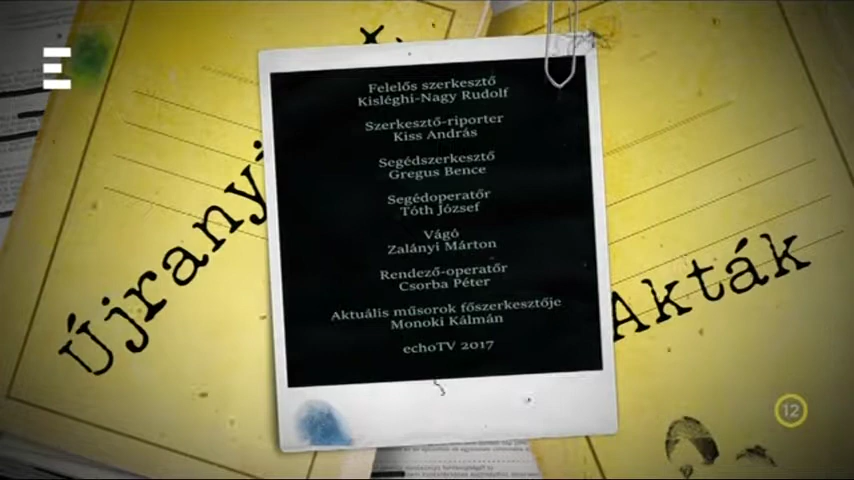 Újranyi
Akták
Felelős szerkesztő
Kisléghi-Nagy Rudolf
Szerkesztő-riporter
Kiss András
Segédszerkesztő
Gregus Bence
Segédoperatőr
Tóth József
Vágó
Zalányi Márton
Rendező-operatőr
Csorba Péter
Aktuális műsorok főszerkesztője
Monoki Kálmán
echoTV 2017
12